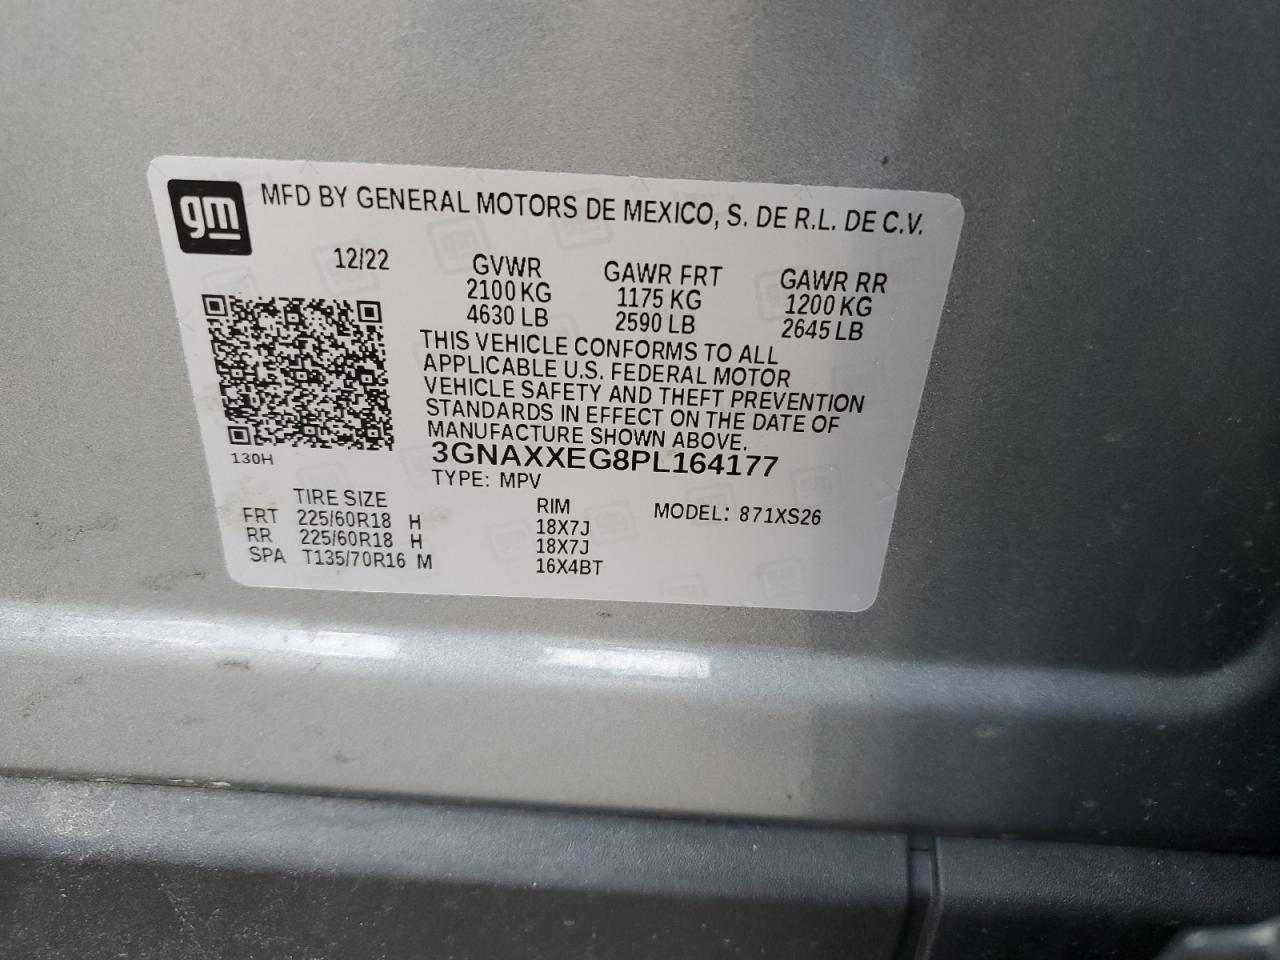 gm
MFD BY GENERAL MOTORS DE MEXICO, S. DE R.L. DE C.V.
12/22 GVWR GAWR FRT GAWR RR
2100 KG 1175 KG 1200 KG
4630 LB 2590 LB 2645 LB
THIS VEHICLE CONFORMS TO ALL
APPLICABLE U.S. FEDERAL MOTOR
VEHICLE SAFETY AND THEFT PREVENTION
STANDARDS IN EFFECT ON THE DATE OF
MANUFACTURE SHOWN ABOVE.
3GNAXXEG8PL164177
130H
TYPE: MPV
TIRE SIZE RIM MODEL: 871XS26
FRT 225/60R18 H 18X7J
RR 225/60R18 H 18X7J
SPA T135/70R16 M 16X4BT